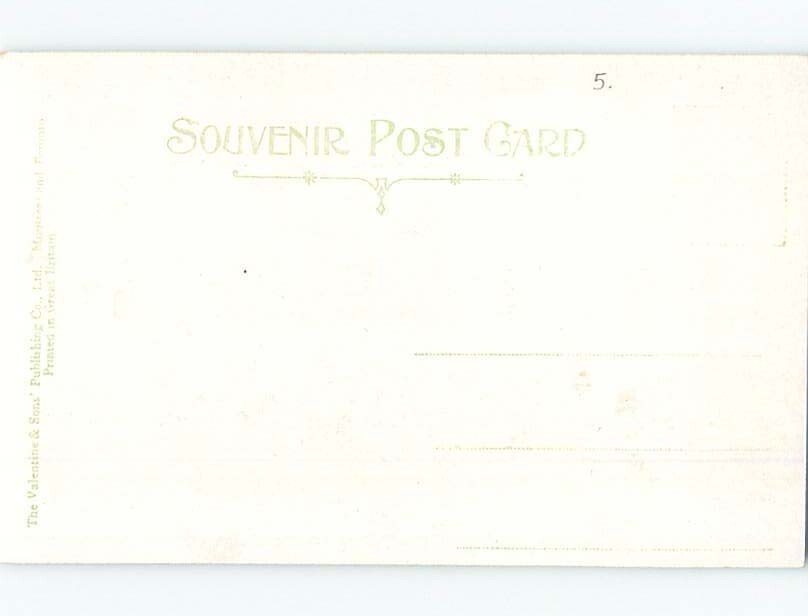 5.
SOUVENIR POST CARD
The Valentine & Sons' Publishing Co., Ltd. Montreal and Toronto
Printed in Great Britain